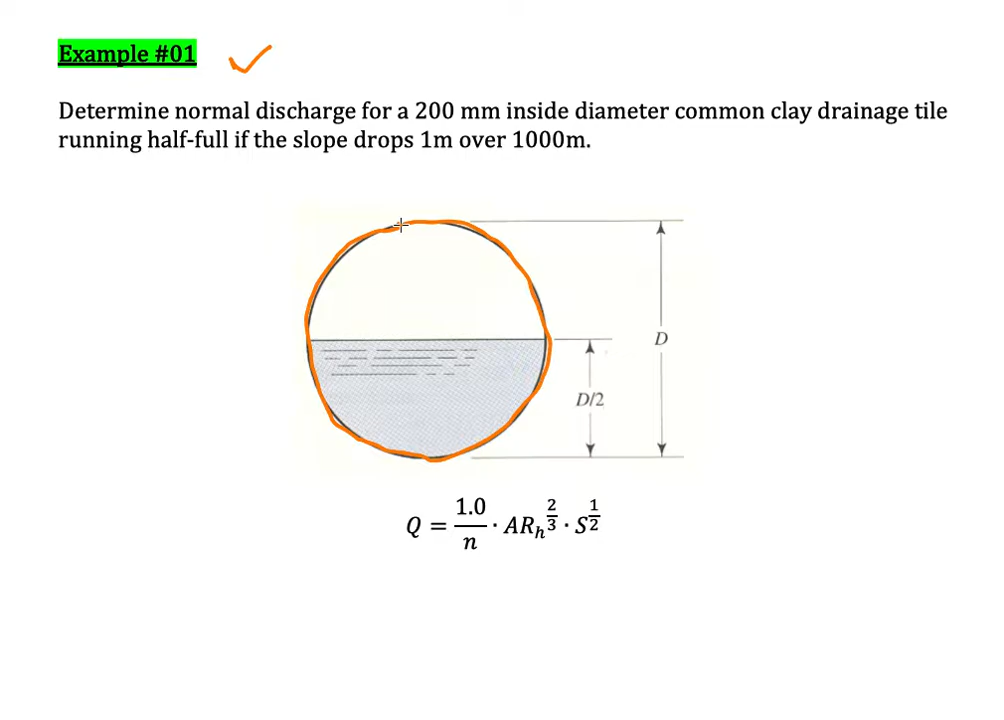 Example #01
Determine normal discharge for a 200 mm inside diameter common clay drainage tile
running half-full if the slope drops 1m over 1000m.
D
D/2
Q = 1.0/n · AR_h^(2/3) · S^(1/2)